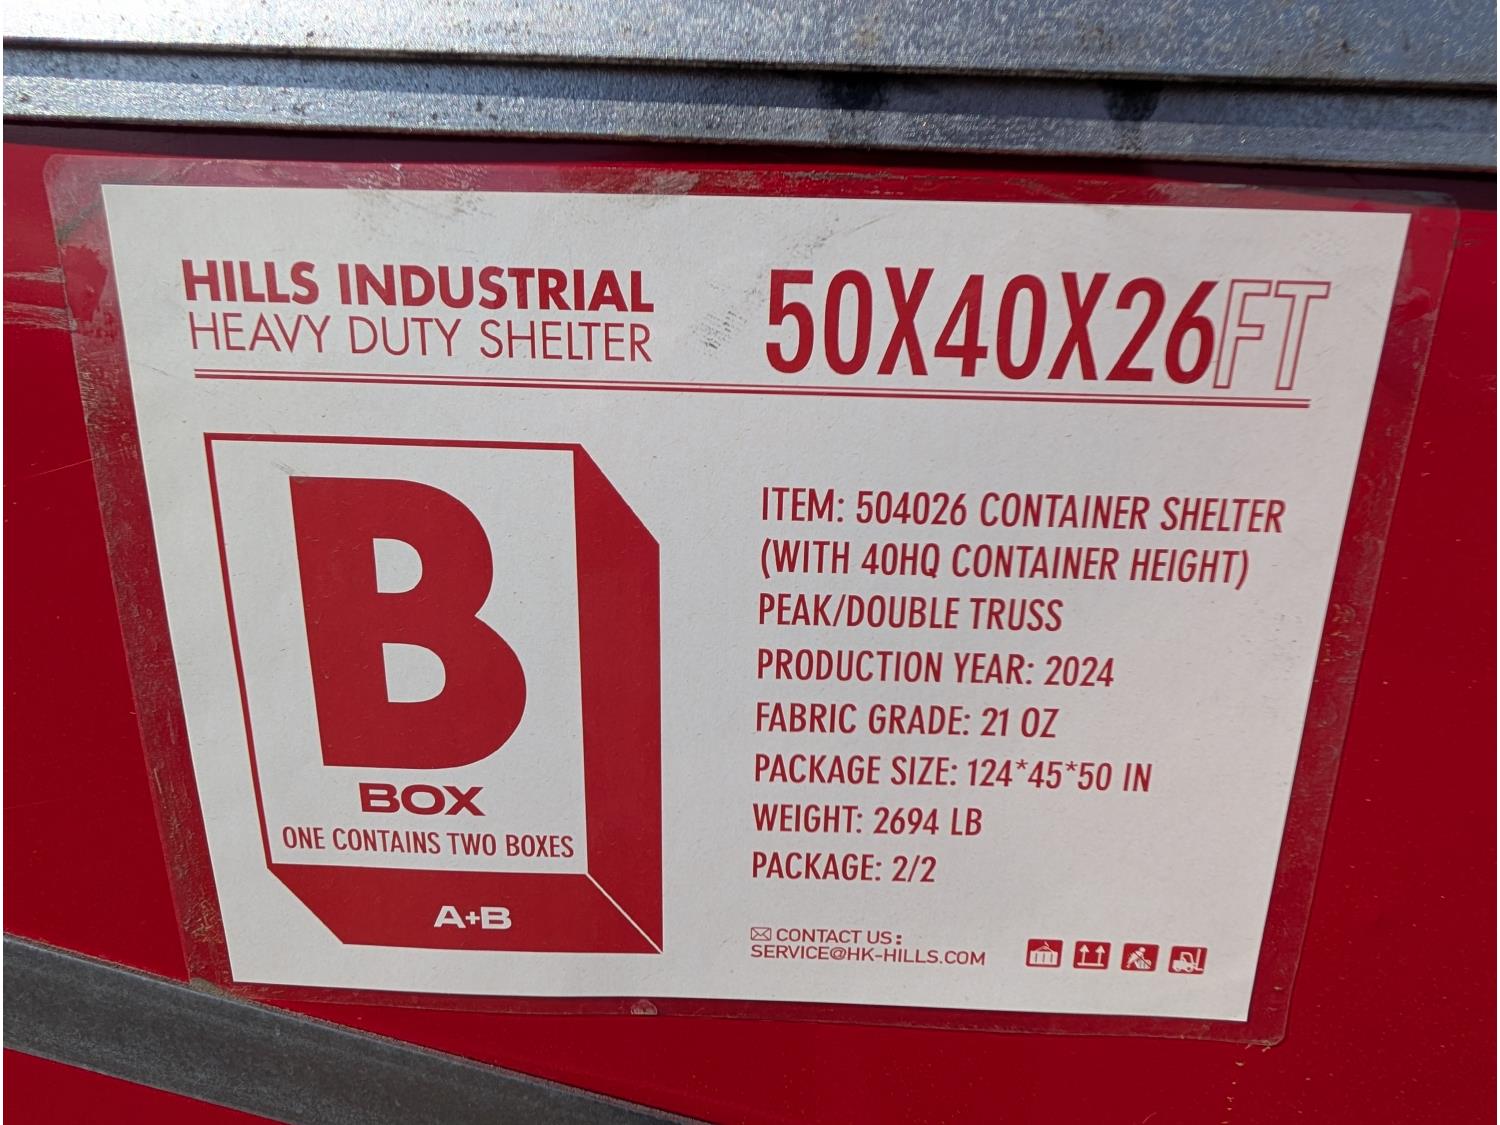 HILLS INDUSTRIAL
HEAVY DUTY SHELTER
50X40X26FT
B
BOX
ONE CONTAINS TWO BOXES
A+B
ITEM: 504026 CONTAINER SHELTER
(WITH 40HQ CONTAINER HEIGHT)
PEAK/DOUBLE TRUSS
PRODUCTION YEAR: 2024
FABRIC GRADE: 21 OZ
PACKAGE SIZE: 124*45*50 IN
WEIGHT: 2694 LB
PACKAGE: 2/2
CONTACT US:
SERVICE@HK-HILLS.COM